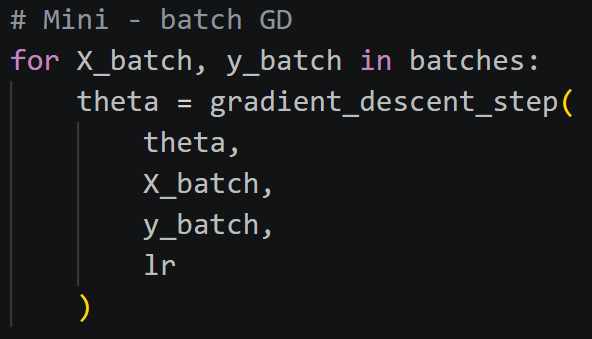 # Mini - batch GD
for X_batch, y_batch in batches:
    theta = gradient_descent_step(
        theta,
        X_batch,
        y_batch,
        lr
    )